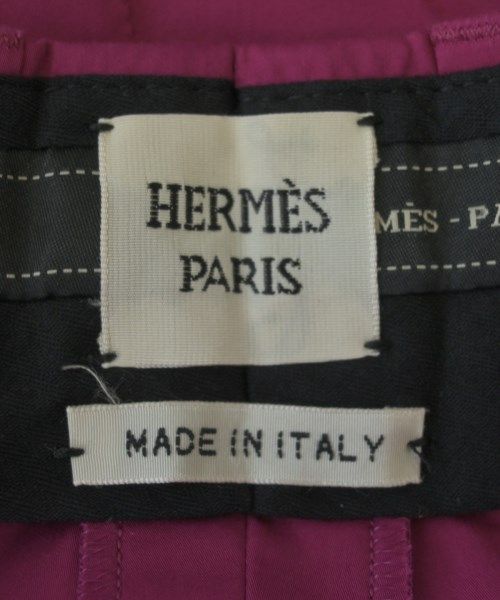 HERMÈS
PARIS
MÈS - PA
MADE IN ITALY